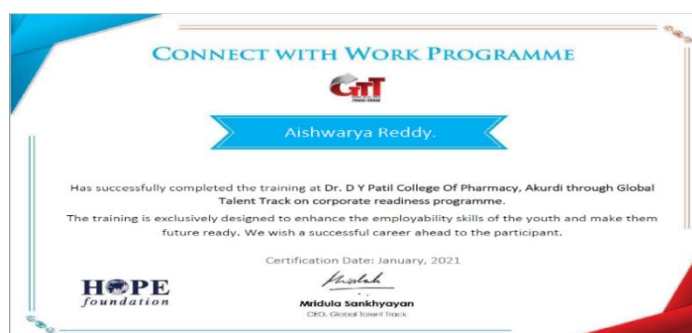 CONNECT WITH WORK PROGRAMME
GTT
Aishwarya Reddy.
Has successfully completed the training at Dr. D Y Patil College Of Pharmacy, Akurdi through Global
Talent Track on corporate readiness programme.
The training is exclusively designed to enhance the employability skills of the youth and make them
future ready. We wish a successful career ahead to the participant.
Certification Date: January, 2021
HOPE
foundation
Mridula Sankhyayan
CEO, Global Talent Track